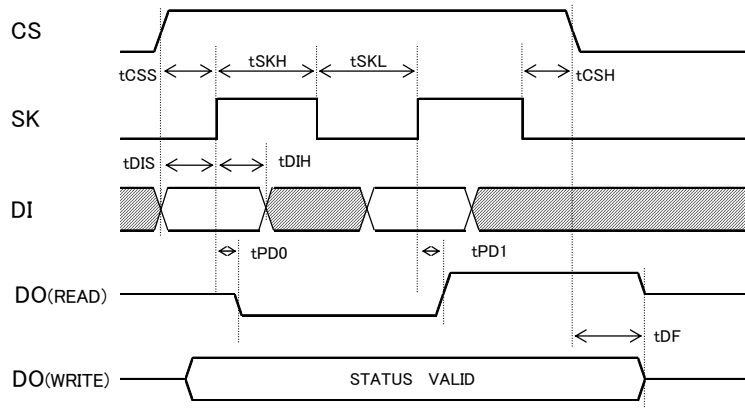 CS
tCSS
tSKH
tSKL
tCSH
SK
tDIS
tDIH
DI
tPD0
tPD1
DO(READ)
tDF
DO(WRITE)
STATUS VALID